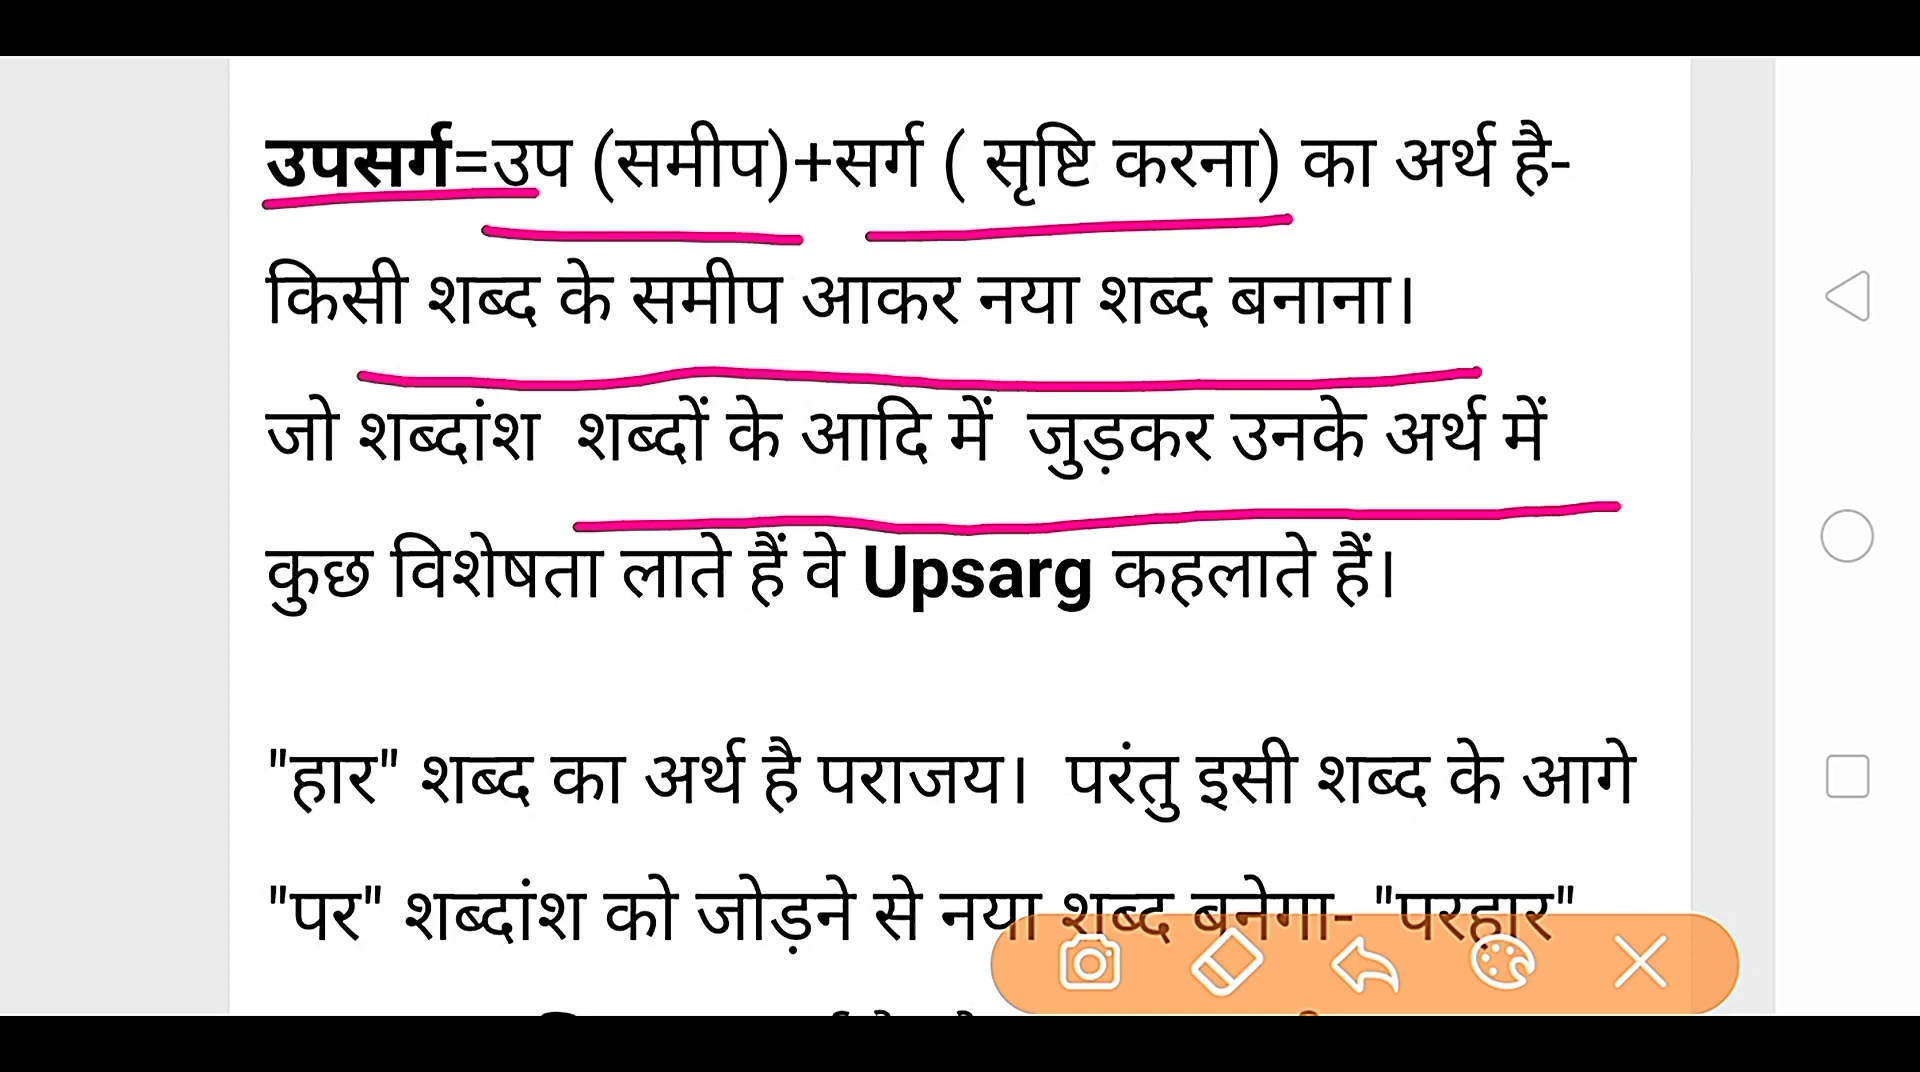 उपसर्ग=उप (समीप)+सर्ग ( सृष्टि करना) का अर्थ है-
किसी शब्द के समीप आकर नया शब्द बनाना।
जो शब्दांश शब्दों के आदि में जुड़कर उनके अर्थ में
कुछ विशेषता लाते हैं वे Upsarg कहलाते हैं।
"हार" शब्द का अर्थ है पराजय। परंतु इसी शब्द के आगे
"पर" शब्दांश को जोड़ने से नया शब्द बनेगा- "परहार"